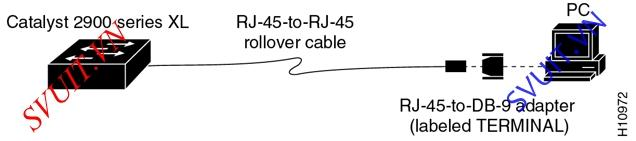 Catalyst 2900 series XL
RJ-45-to-RJ-45
rollover cable
PC
RJ-45-to-DB-9 adapter
(labeled TERMINAL)
H10972
SVUIT.VN
SVUIT.VN